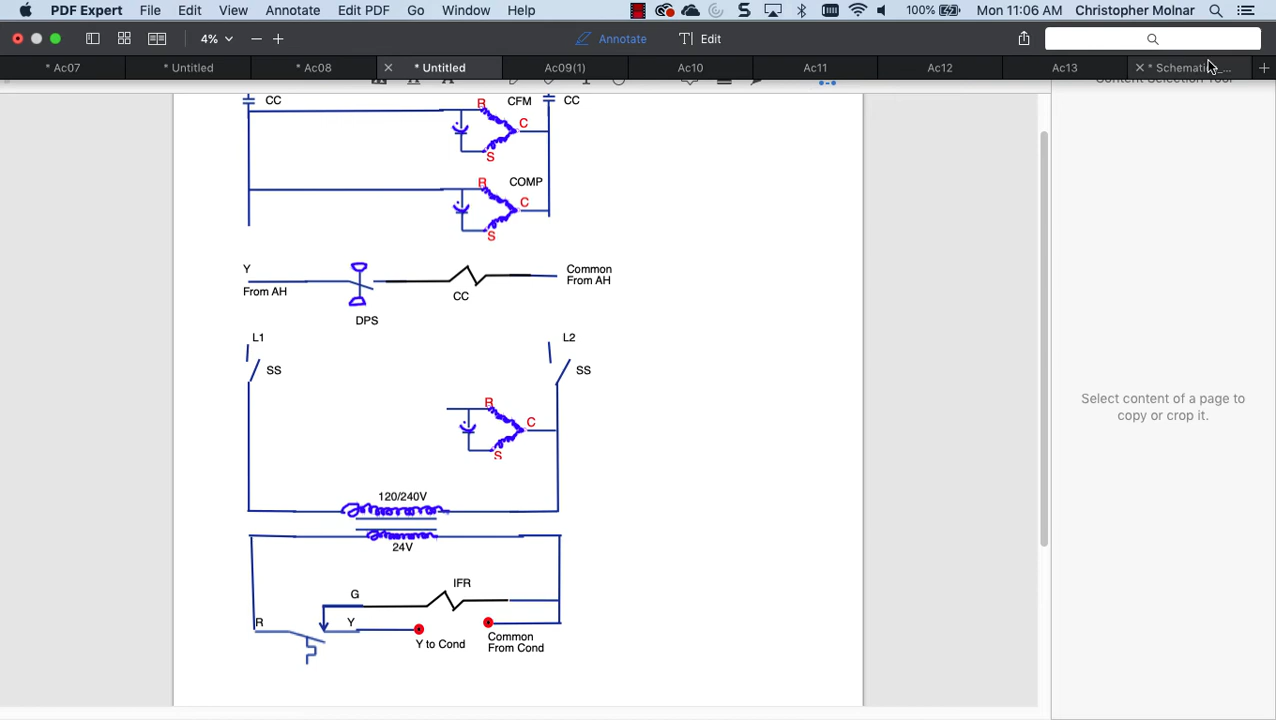 PDF Expert File Edit View Annotate Edit PDF Go Window Help 100% Mon 11:06 AM Christopher Molnar
4% Annotate Edit
* Ac07 * Untitled * Ac08 * Untitled Ac09(1) Ac10 Ac11 Ac12 Ac13
Content Selection Tool
CC R CFM CC
C
S
R COMP
C
S
Y Common
From AH From AH
CC
DPS
L1 L2
SS SS
R
C
S
120/240V
24V
IFR
G
R Y
Y to Cond Common
From Cond
Select content of a page to
copy or crop it.